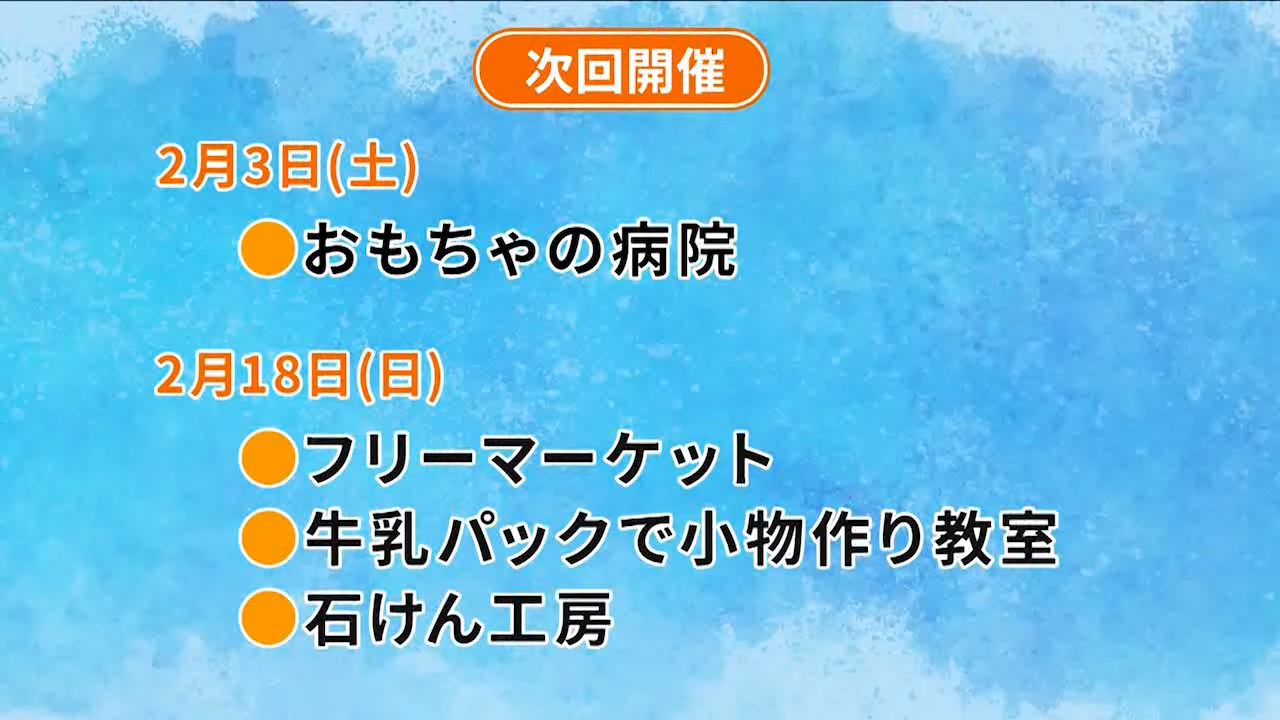 次回開催
2月3日(土)
●おもちゃの病院
2月18日(日)
●フリーマーケット
●牛乳パックで小物作り教室
●石けん工房